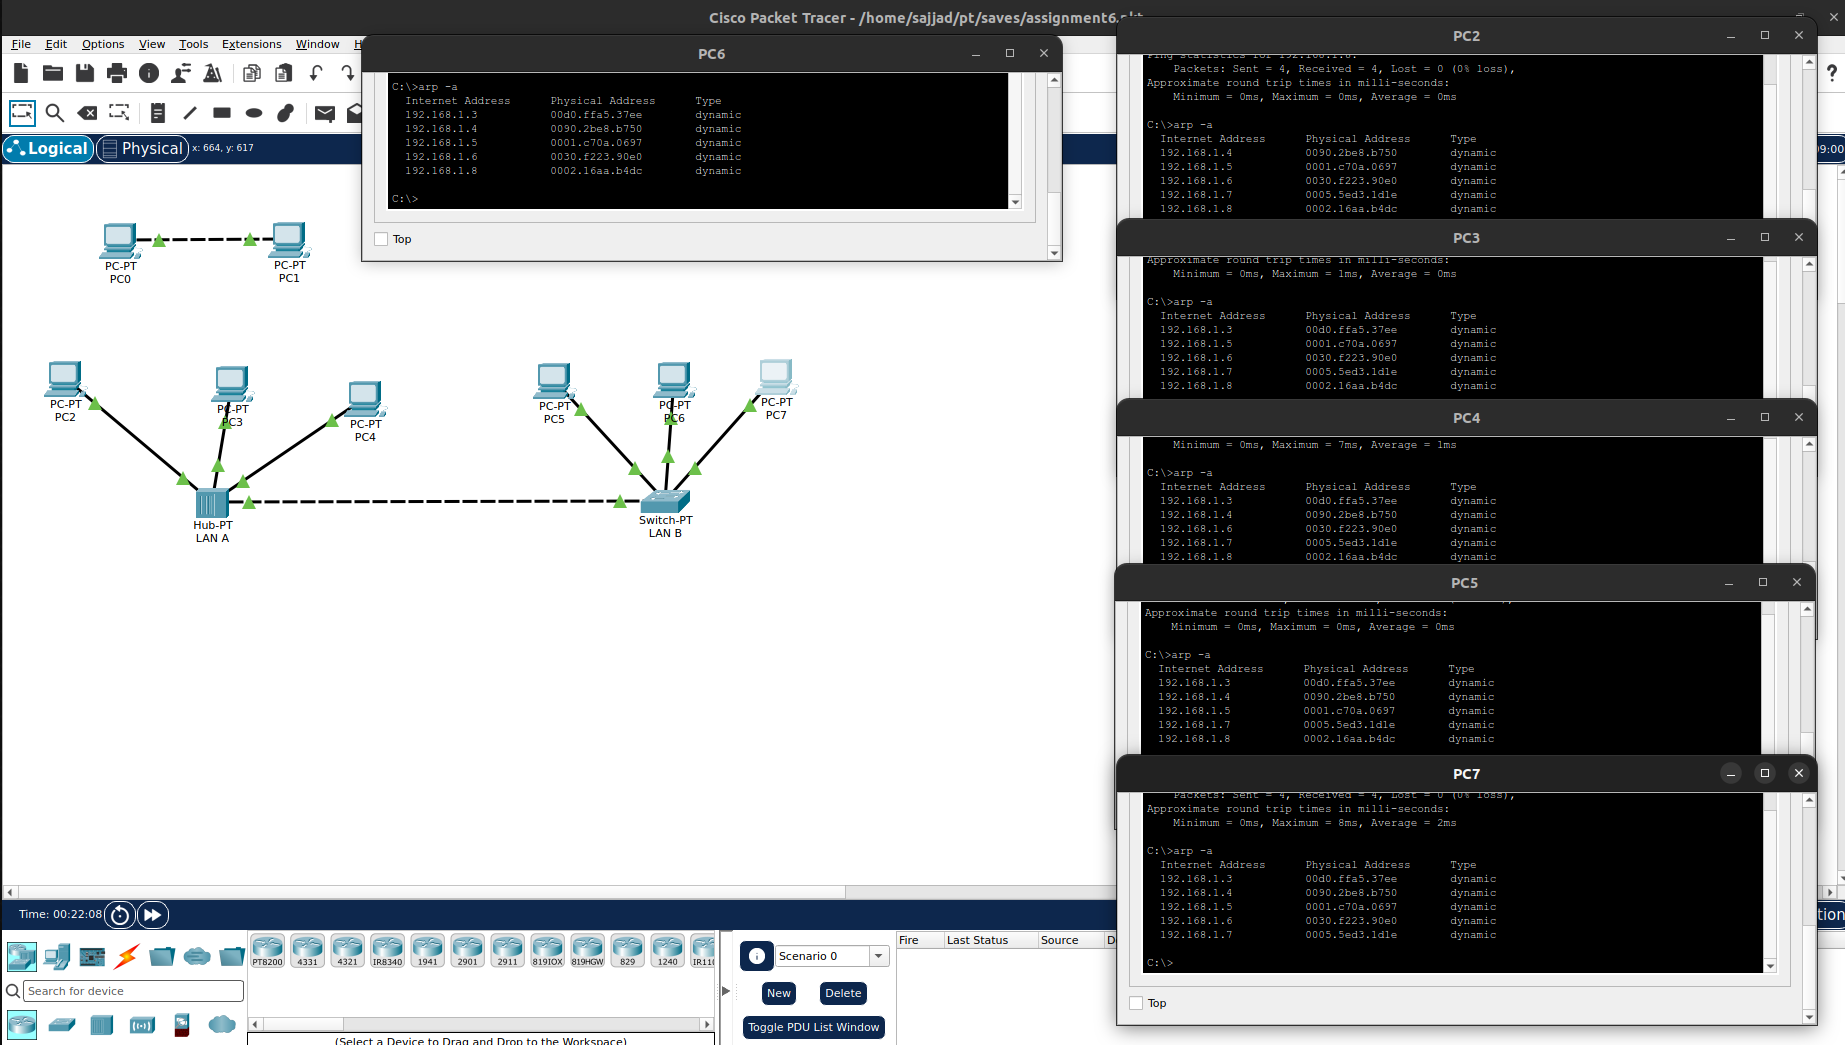 Cisco Packet Tracer - /home/sajjad/pt/saves/assignment6.pkt
File Edit Options View Tools Extensions Window H
Logical Physical x: 664, y: 617
PC-PT
PC0
PC-PT
PC1
PC-PT
PC2
PC-PT
PC3
PC-PT
PC4
PC-PT
PC5
PC-PT
PC6
PC-PT
PC7
Hub-PT
LAN A
Switch-PT
LAN B
PC6
C:\>arp -a
Internet Address Physical Address Type
192.168.1.3 00d0.ffa5.37ee dynamic
192.168.1.4 0090.2be8.b750 dynamic
192.168.1.5 0001.c70a.0697 dynamic
192.168.1.6 0030.f223.90e0 dynamic
192.168.1.8 0002.16aa.b4dc dynamic
C:\>
Top
PC2
Packets: Sent = 4, Received = 4, Lost = 0 (0% loss),
Approximate round trip times in milli-seconds:
Minimum = 0ms, Maximum = 0ms, Average = 0ms
C:\>arp -a
Internet Address Physical Address Type
192.168.1.4 0090.2be8.b750 dynamic
192.168.1.5 0001.c70a.0697 dynamic
192.168.1.6 0030.f223.90e0 dynamic
192.168.1.7 0005.5ed3.1d1e dynamic
192.168.1.8 0002.16aa.b4dc dynamic
PC3
Approximate round trip times in milli-seconds:
Minimum = 0ms, Maximum = 1ms, Average = 0ms
C:\>arp -a
Internet Address Physical Address Type
192.168.1.3 00d0.ffa5.37ee dynamic
192.168.1.5 0001.c70a.0697 dynamic
192.168.1.6 0030.f223.90e0 dynamic
192.168.1.7 0005.5ed3.1d1e dynamic
192.168.1.8 0002.16aa.b4dc dynamic
PC4
Minimum = 0ms, Maximum = 7ms, Average = 1ms
C:\>arp -a
Internet Address Physical Address Type
192.168.1.3 00d0.ffa5.37ee dynamic
192.168.1.4 0090.2be8.b750 dynamic
192.168.1.6 0030.f223.90e0 dynamic
192.168.1.7 0005.5ed3.1d1e dynamic
192.168.1.8 0002.16aa.b4dc dynamic
PC5
Approximate round trip times in milli-seconds:
Minimum = 0ms, Maximum = 0ms, Average = 0ms
C:\>arp -a
Internet Address Physical Address Type
192.168.1.3 00d0.ffa5.37ee dynamic
192.168.1.4 0090.2be8.b750 dynamic
192.168.1.5 0001.c70a.0697 dynamic
192.168.1.7 0005.5ed3.1d1e dynamic
192.168.1.8 0002.16aa.b4dc dynamic
PC7
Packets: Sent = 4, Received = 4, Lost = 0 (0% loss),
Approximate round trip times in milli-seconds:
Minimum = 0ms, Maximum = 8ms, Average = 2ms
C:\>arp -a
Internet Address Physical Address Type
192.168.1.3 00d0.ffa5.37ee dynamic
192.168.1.4 0090.2be8.b750 dynamic
192.168.1.5 0001.c70a.0697 dynamic
192.168.1.6 0030.f223.90e0 dynamic
192.168.1.7 0005.5ed3.1d1e dynamic
C:\>
Top
Time: 00:22:08
PT8200 4331 4321 IR8340 1941 2901 2911 819IOX 819HGW 829 1240 IR110
Search for device
(Select a Device to Drag and Drop to the Workspace)
Scenario 0
New Delete
Toggle PDU List Window
Fire Last Status Source D